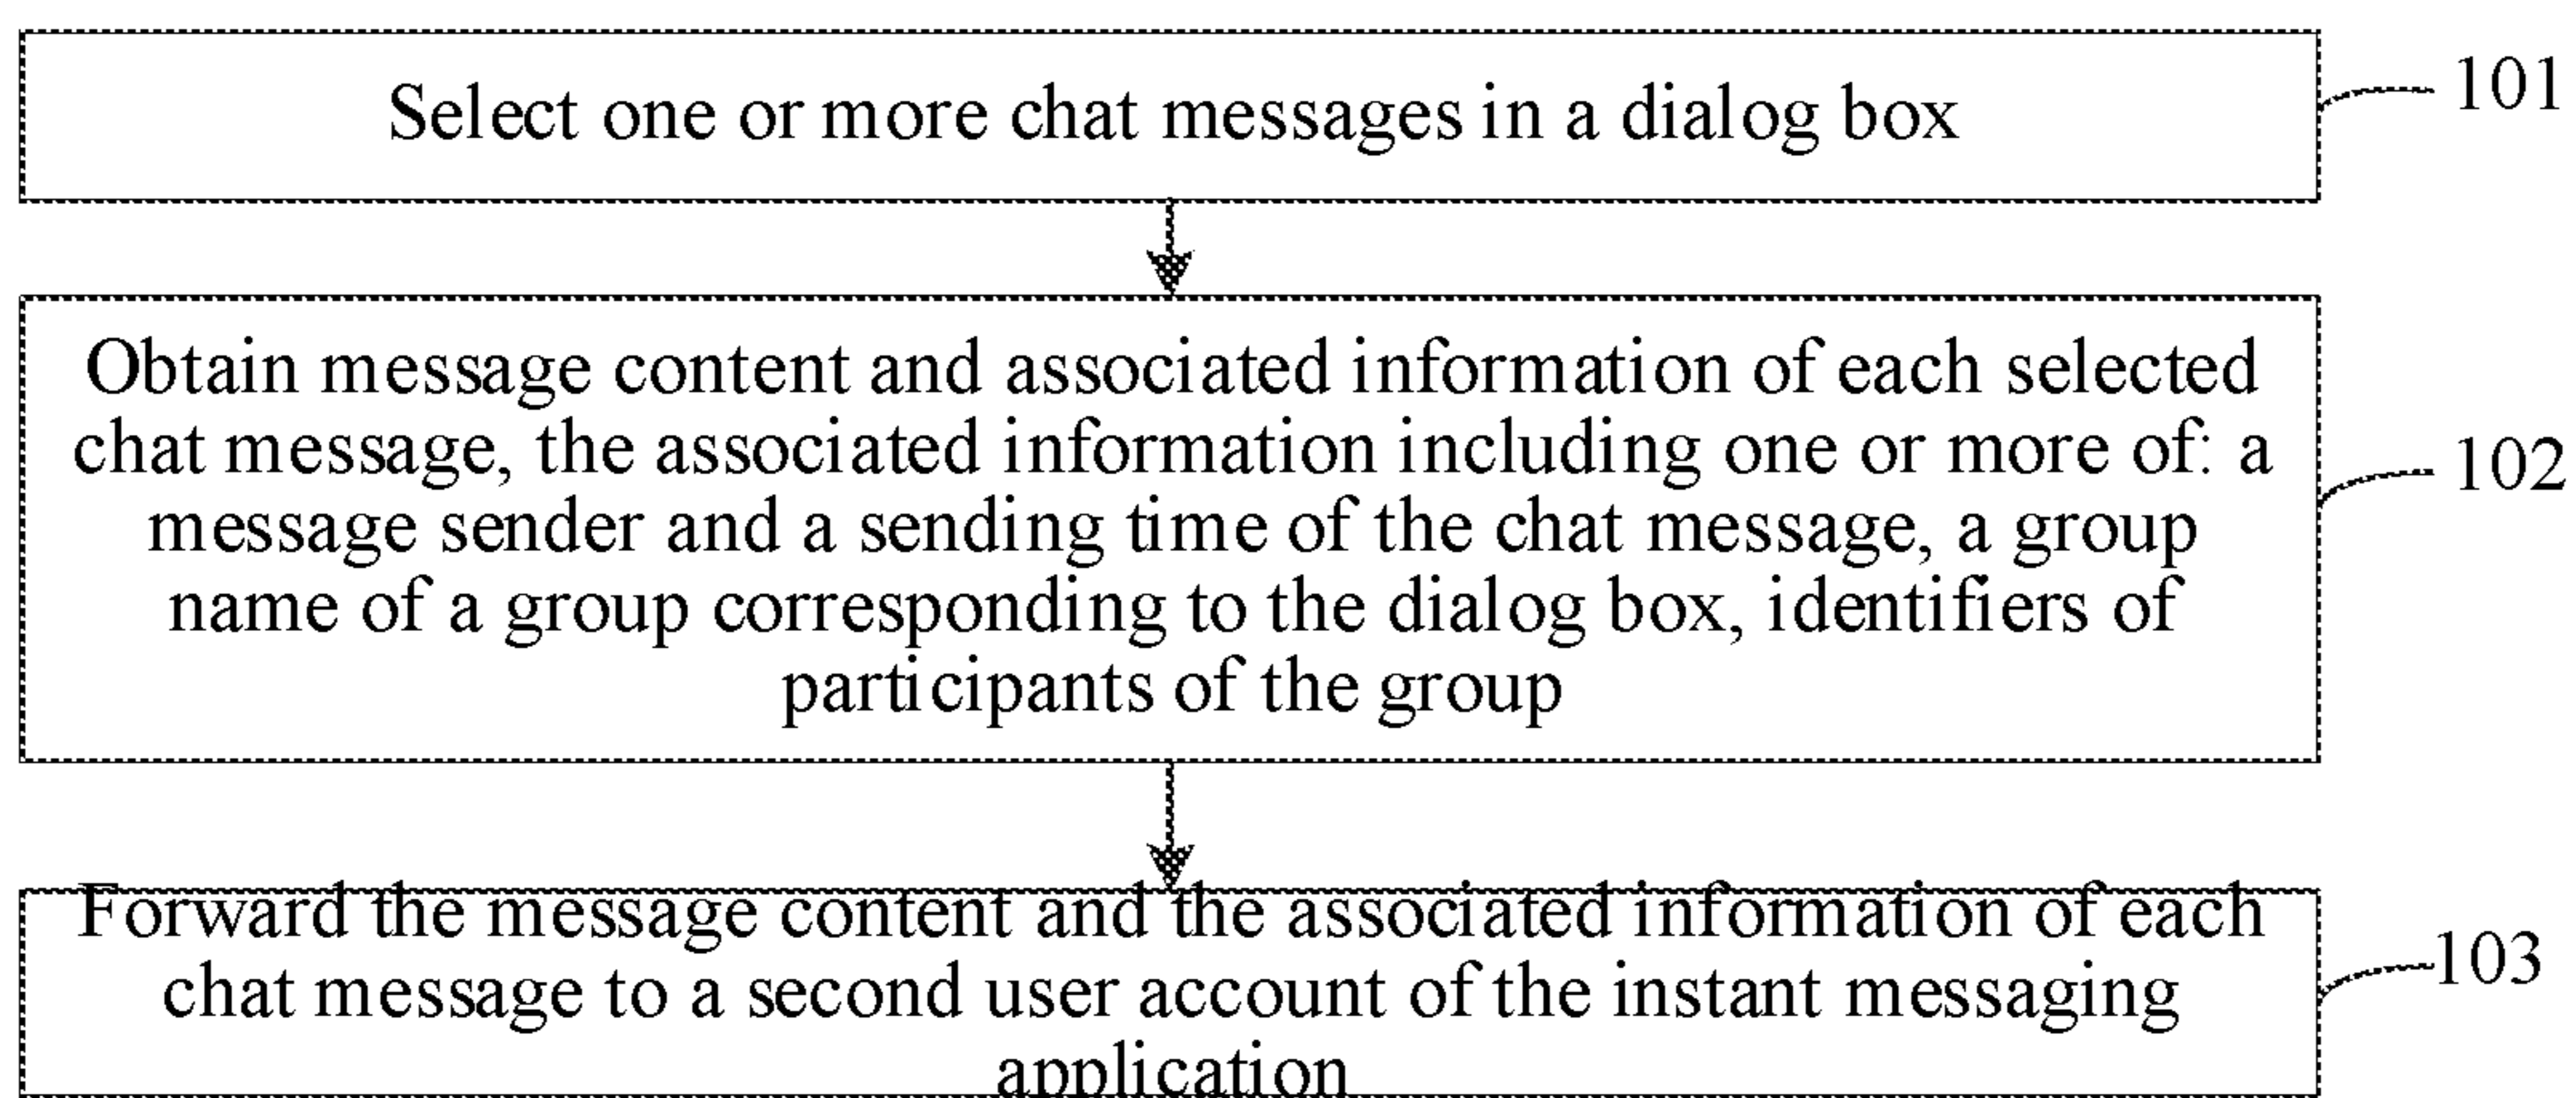 Select one or more chat messages in a dialog box
101
Obtain message content and associated information of each selected
chat message, the associated information including one or more of: a
message sender and a sending time of the chat message, a group
name of a group corresponding to the dialog box, identifiers of
participants of the group
102
Forward the message content and the associated information of each
chat message to a second user account of the instant messaging
application
103